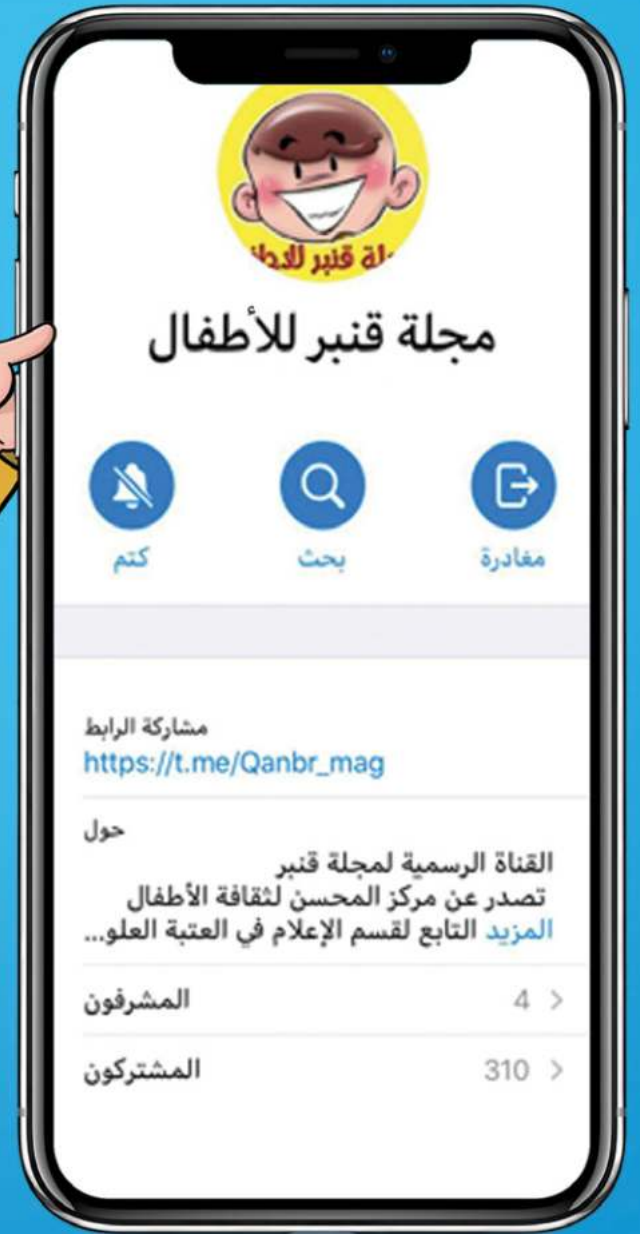 مجلة قنبر للأطفال
مغادرة
بحث
كتم
مشاركة الرابط
https://t.me/Qanbr_mag
حول
القناة الرسمية لمجلة قنبر
تصدر عن مركز المحسن لثقافة الأطفال
المزيد التابع لقسم الإعلام في العتبة العلو...
المشرفون 4
المشتركون 310